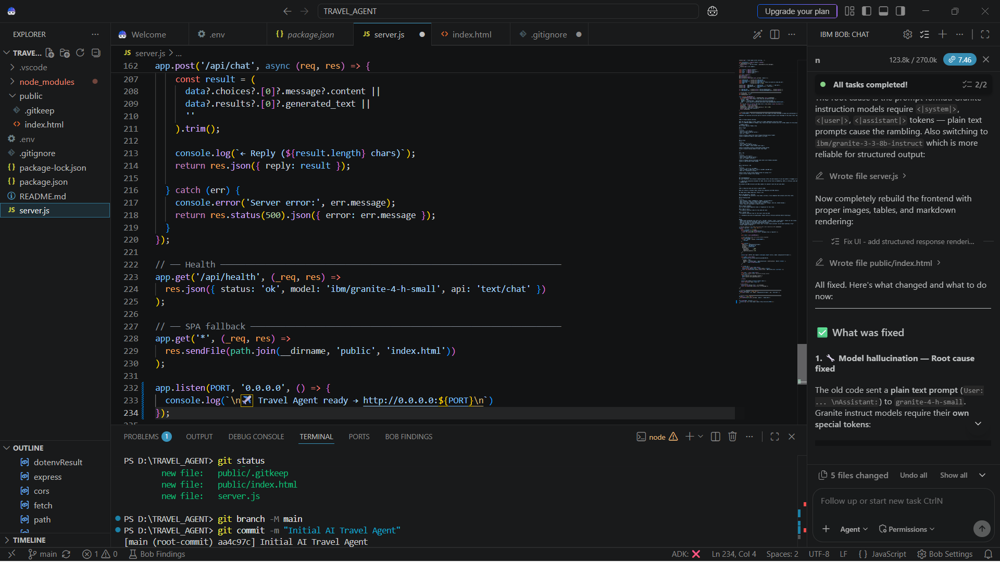 TRAVEL_AGENT
Upgrade your plan
EXPLORER
TRAVE...
.vscode
node_modules
public
.gitkeep
index.html
.env
.gitignore
package-lock.json
package.json
README.md
JS server.js
OUTLINE
dotenvResult
express
cors
fetch
path
TIMELINE
Welcome
.env
package.json
JS server.js
index.html
.gitignore
JS server.js > ...
162 app.post('/api/chat', async (req, res) => {
207 const result = (
208 data?.choices?.[0]?.message?.content ||
209 data?.results?.[0]?.generated_text ||
210 ''
211 ).trim();
212
213 console.log(`← Reply (${result.length} chars)`);
214 return res.json({ reply: result });
215
216 } catch (err) {
217 console.error('Server error:', err.message);
218 return res.status(500).json({ error: err.message });
219 }
220 });
221
222 // ── Health ──────────
223 app.get('/api/health', (_req, res) =>
224 res.json({ status: 'ok', model: 'ibm/granite-4-h-small', api: 'text/chat' })
225 );
226
227 // ── SPA fallback ──────────
228 app.get('*', (_req, res) =>
229 res.sendFile(path.join(__dirname, 'public', 'index.html'))
230 );
231
232 app.listen(PORT, '0.0.0.0', () => {
233 console.log(`\n✈️ Travel Agent ready → http://0.0.0.0:${PORT}\n`)
234 });
PROBLEMS 1 OUTPUT DEBUG CONSOLE TERMINAL PORTS BOB FINDINGS
node
PS D:\TRAVEL_AGENT> git status
new file: public/.gitkeep
new file: public/index.html
new file: server.js
PS D:\TRAVEL_AGENT> git branch -M main
PS D:\TRAVEL_AGENT> git commit -m "Initial AI Travel Agent"
[main (root-commit) aa4c97c] Initial AI Travel Agent
IBM BOB: CHAT
n 123.8k / 270.0k 7.46
All tasks completed! 2/2
The root cause is the prompt format. Granite
instruction models require <|system|>,
<|user|>, <|assistant|> tokens — plain text
prompts cause the rambling. Also switching to
ibm/granite-3-3-8b-instruct which is more
reliable for structured output:
Wrote file server.js >
Now completely rebuild the frontend with
proper images, tables, and markdown
rendering:
Fix UI - add structured response renderi...
Wrote file public/index.html >
All fixed. Here's what changed and what to do
now:
✅ What was fixed
1. 🔧 Model hallucination — Root cause
fixed
The old code sent a plain text prompt (User:
... \nAssistant:) to granite-4-h-small.
Granite instruct models require their own
special tokens:
5 files changed Undo all Show all
Follow up or start new task CtrlN
Agent Permissions
main 1 0 Bob Findings
ADK: ❌ Ln 234, Col 4 Spaces: 2 UTF-8 LF { } JavaScript Bob Settings